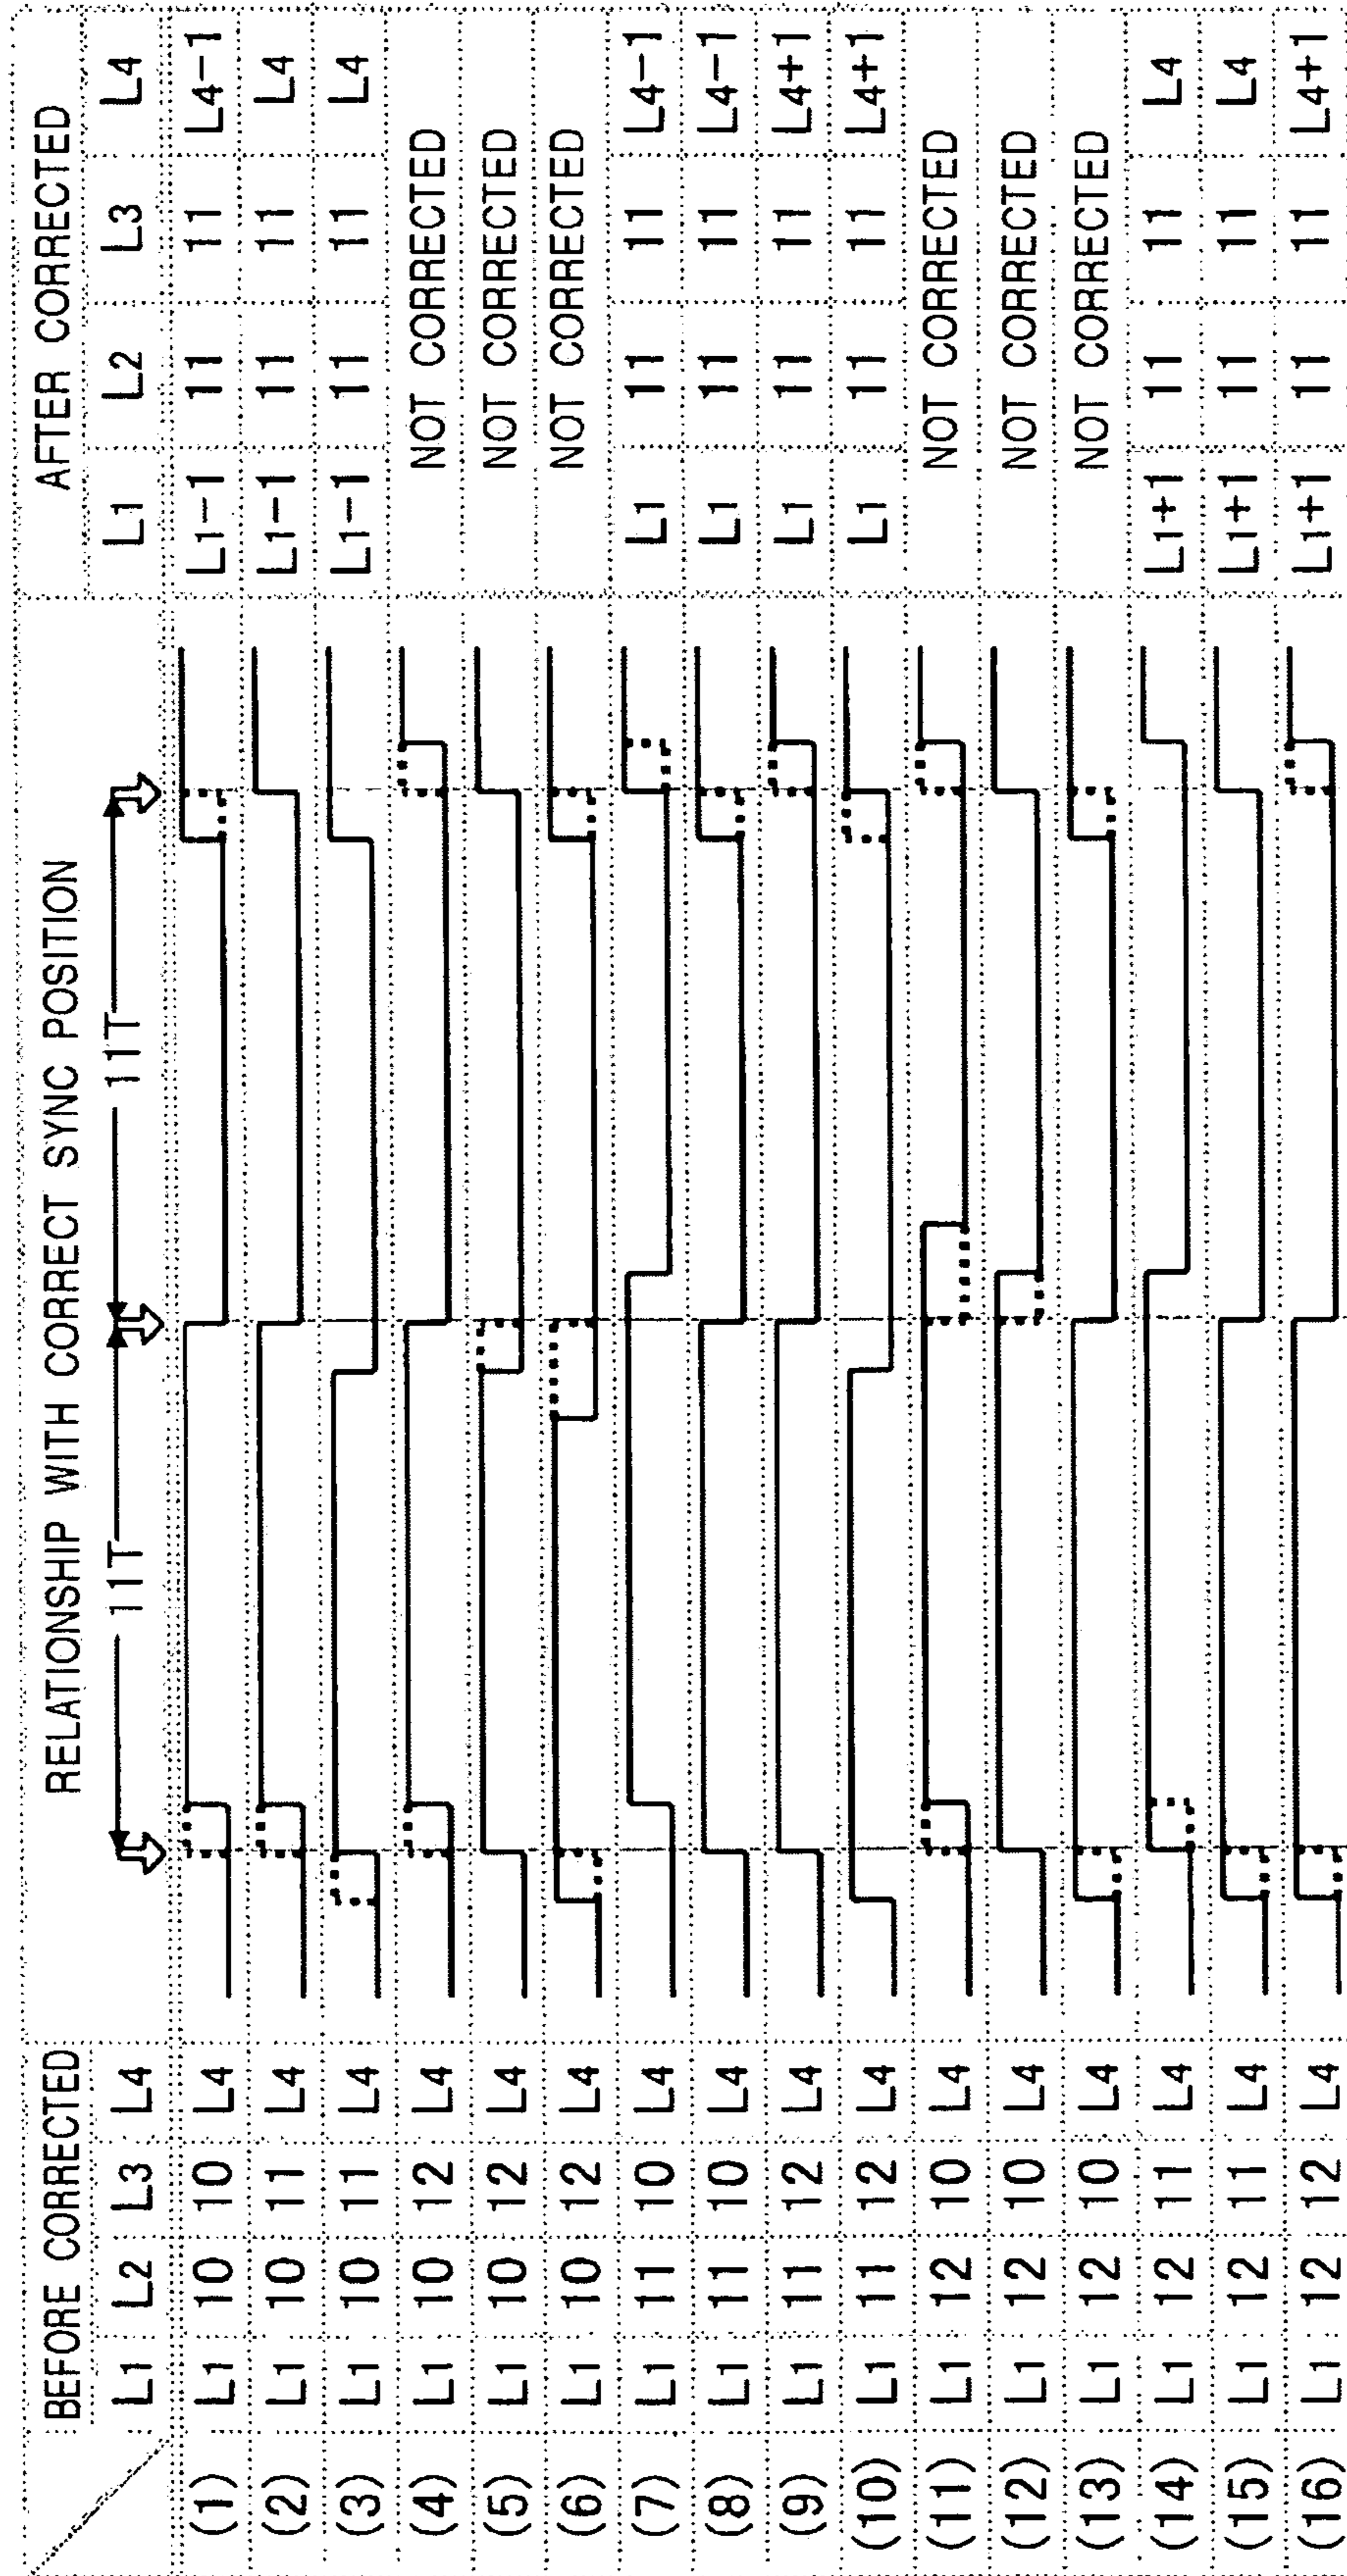 BEFORE CORRECTED RELATIONSHIP WITH CORRECT SYNC POSITION AFTER CORRECTED
L1 L2 L3 L4 11T 11T L1 L2 L3 L4
(1) L1 10 10 L4 L1-1 11 11 L4-1
(2) L1 10 11 L4 L1-1 11 11 L4
(3) L1 10 11 L4 L1-1 11 11 L4
(4) L1 10 12 L4 NOT CORRECTED
(5) L1 10 12 L4 NOT CORRECTED
(6) L1 10 12 L4 NOT CORRECTED
(7) L1 11 10 L4 L1 11 11 L4-1
(8) L1 11 10 L4 L1 11 11 L4-1
(9) L1 11 12 L4 L1 11 11 L4+1
(10) L1 11 12 L4 L1 11 11 L4+1
(11) L1 12 10 L4 NOT CORRECTED
(12) L1 12 10 L4 NOT CORRECTED
(13) L1 12 10 L4 NOT CORRECTED
(14) L1 12 11 L4 L1+1 11 11 L4
(15) L1 12 11 L4 L1+1 11 11 L4
(16) L1 12 12 L4 L1+1 11 11 L4+1